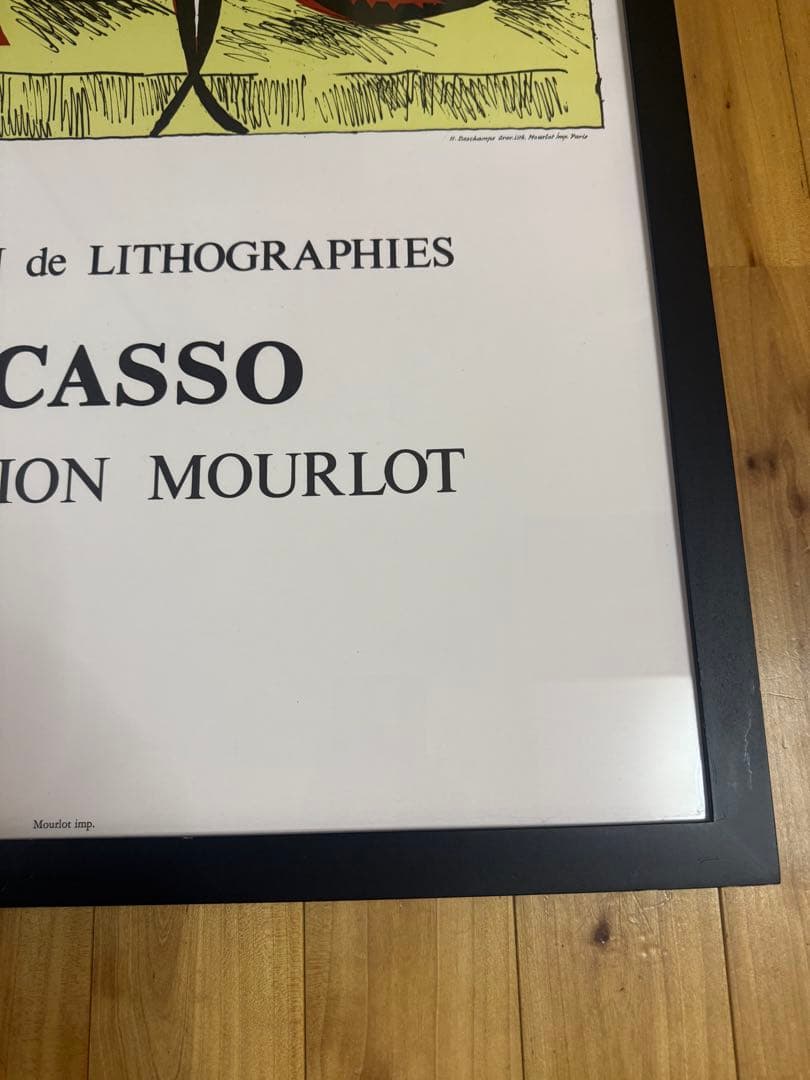 H. Deschamps Grav. Lith. Mourlot Imp. Paris
de LITHOGRAPHIES
CASSO
ION MOURLOT
Mourlot imp.